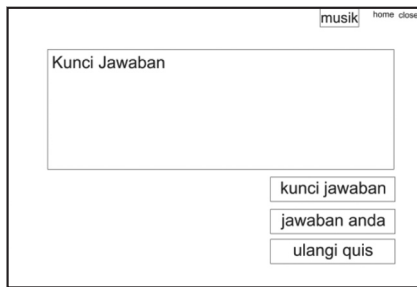 musik home close
Kunci Jawaban
kunci jawaban
jawaban anda
ulangi quis